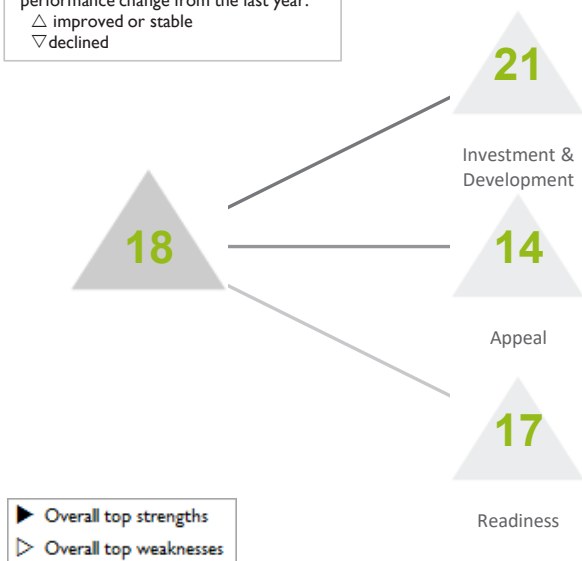 performance change from the last year:
△ improved or stable
▽ declined
21
Investment &
Development
18
14
Appeal
17
Readiness
▶ Overall top strengths
▷ Overall top weaknesses